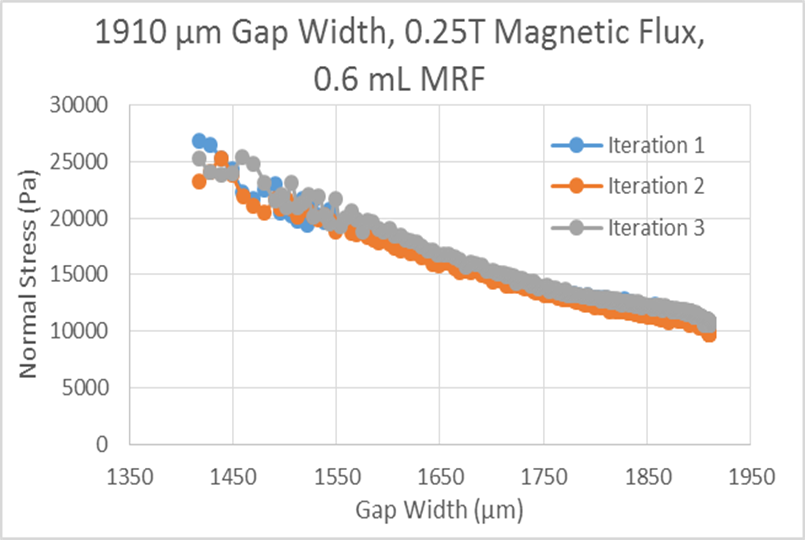 1910 µm Gap Width, 0.25T Magnetic Flux,
0.6 mL MRF
30000
25000
20000
15000
10000
5000
0
Normal Stress (Pa)
Iteration 1
Iteration 2
Iteration 3
1350 1450 1550 1650 1750 1850 1950
Gap Width (µm)